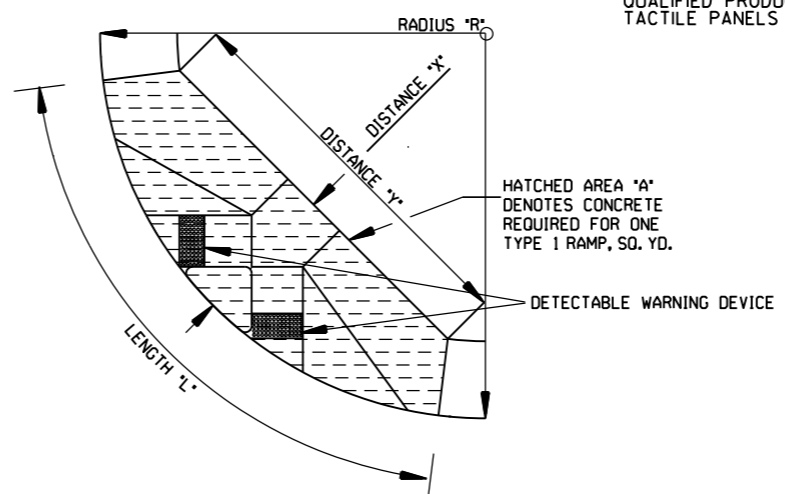 QUALIFIED PRODU
TACTILE PANELS
RADIUS "R"
DISTANCE "X"
DISTANCE "Y"
HATCHED AREA "A"
DENOTES CONCRETE
REQUIRED FOR ONE
TYPE 1 RAMP, SQ. YD.
DETECTABLE WARNING DEVICE
LENGTH "L"